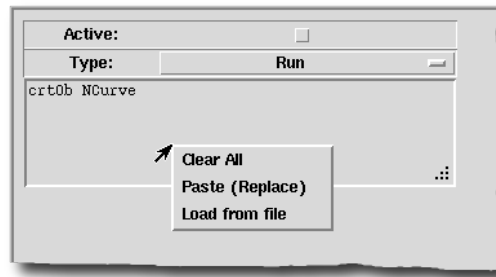 Active:
Type: Run
crtOb NCurve
Clear All
Paste (Replace)
Load from file